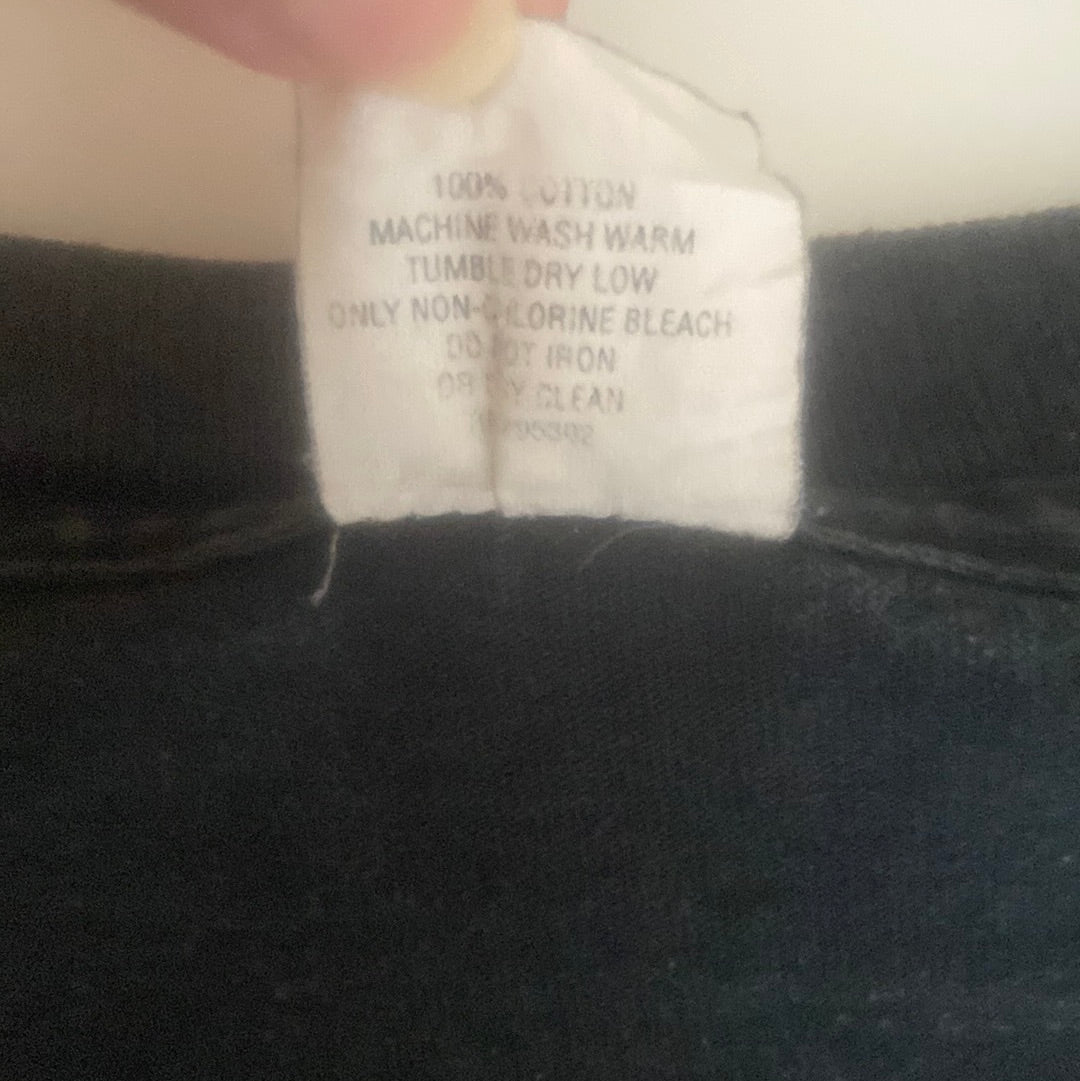 100% COTTON
MACHINE WASH WARM
TUMBLE DRY LOW
ONLY NON-CHLORINE BLEACH
DO NOT IRON
OR DRY CLEAN